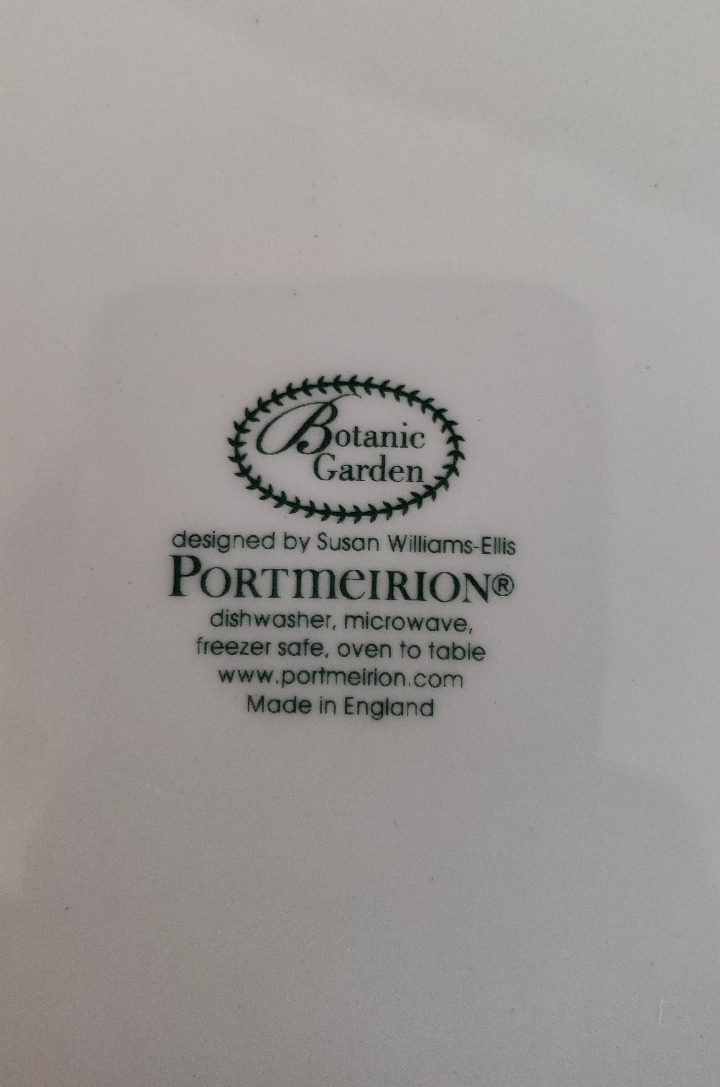 Botanic
Garden
designed by Susan Williams-Ellis
PORTMEIRION®
dishwasher, microwave,
freezer safe, oven to table
www.portmeirion.com
Made in England